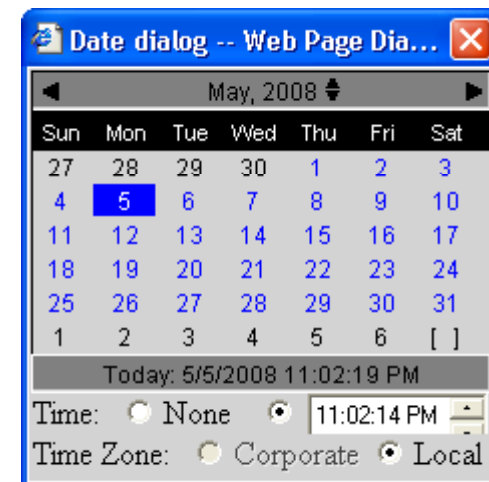 Date dialog -- Web Page Dia...
May, 2008
Sun Mon Tue Wed Thu Fri Sat
27 28 29 30 1 2 3
4 5 6 7 8 9 10
11 12 13 14 15 16 17
18 19 20 21 22 23 24
25 26 27 28 29 30 31
1 2 3 4 5 6 [ ]
Today: 5/5/2008 11:02:19 PM
Time: None 11:02:14 PM
Time Zone: Corporate Local